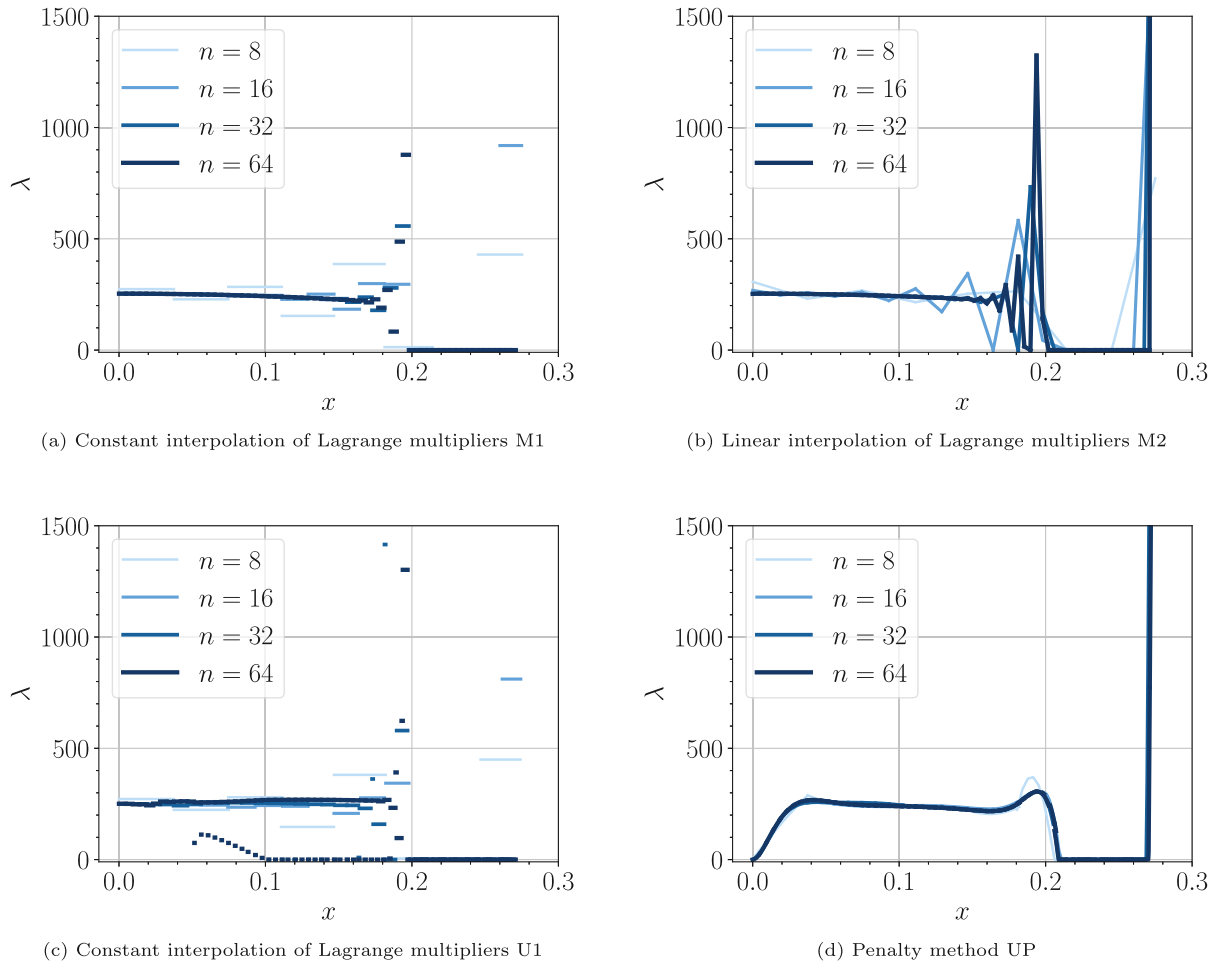 1500
1000
500
0
λ
n = 8
n = 16
n = 32
n = 64
0.0 0.1 0.2 0.3
x
(a) Constant interpolation of Lagrange multipliers M1
1500
1000
500
0
λ
n = 8
n = 16
n = 32
n = 64
0.0 0.1 0.2 0.3
x
(b) Linear interpolation of Lagrange multipliers M2
1500
1000
500
0
λ
n = 8
n = 16
n = 32
n = 64
0.0 0.1 0.2 0.3
x
(c) Constant interpolation of Lagrange multipliers U1
1500
1000
500
0
λ
n = 8
n = 16
n = 32
n = 64
0.0 0.1 0.2 0.3
x
(d) Penalty method UP